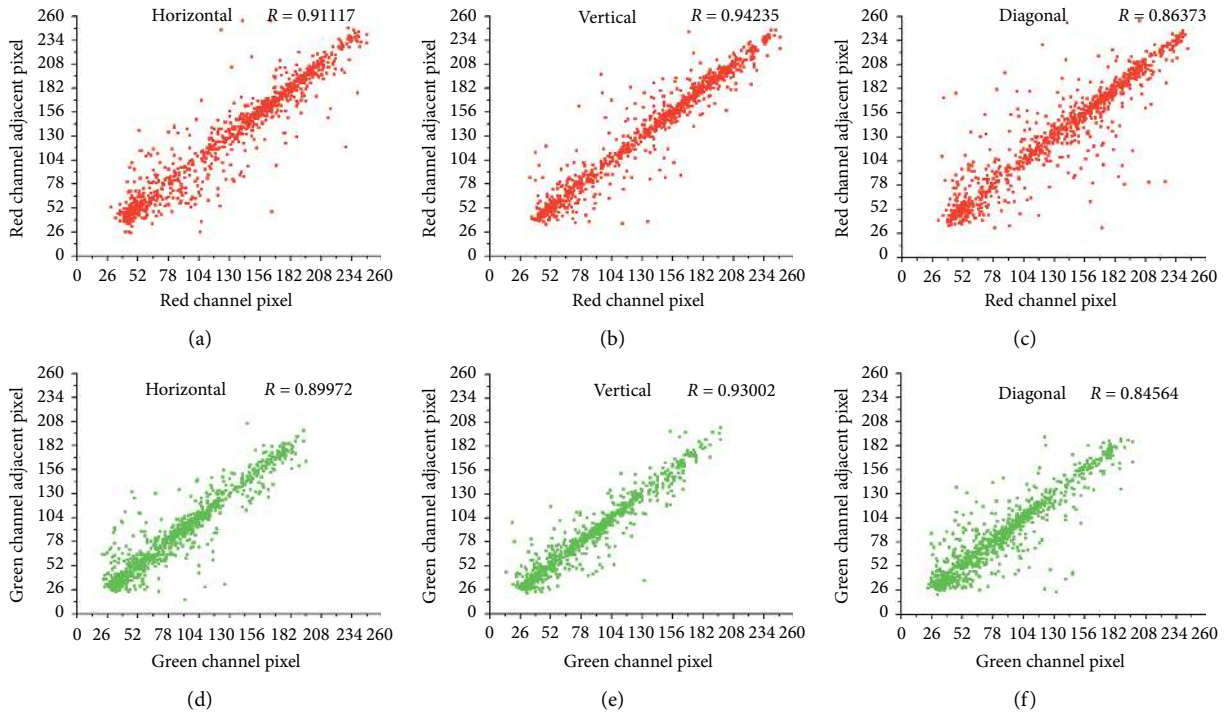 Horizontal R = 0.91117
260
234
208
182
156
130
104
78
52
26
0
Red channel adjacent pixel
0 26 52 78 104 130 156 182 208 234 260
Red channel pixel
(a)
Vertical R = 0.94235
260
234
208
182
156
130
104
78
52
26
0
Red channel adjacent pixel
0 26 52 78 104 130 156 182 208 234 260
Red channel pixel
(b)
Diagonal R = 0.86373
260
234
208
182
156
130
104
78
52
26
0
Red channel adjacent pixel
0 26 52 78 104 130 156 182 208 234 260
Red channel pixel
(c)
Horizontal R = 0.89972
260
234
208
182
156
130
104
78
52
26
0
Green channel adjacent pixel
0 26 52 78 104 130 156 182 208 234 260
Green channel pixel
(d)
Vertical R = 0.93002
260
234
208
182
156
130
104
78
52
26
0
Green channel adjacent pixel
0 26 52 78 104 130 156 182 208 234 260
Green channel pixel
(e)
Diagonal R = 0.84564
260
234
208
182
156
130
104
78
52
26
0
Green channel adjacent pixel
0 26 52 78 104 130 156 182 208 234 260
Green channel pixel
(f)